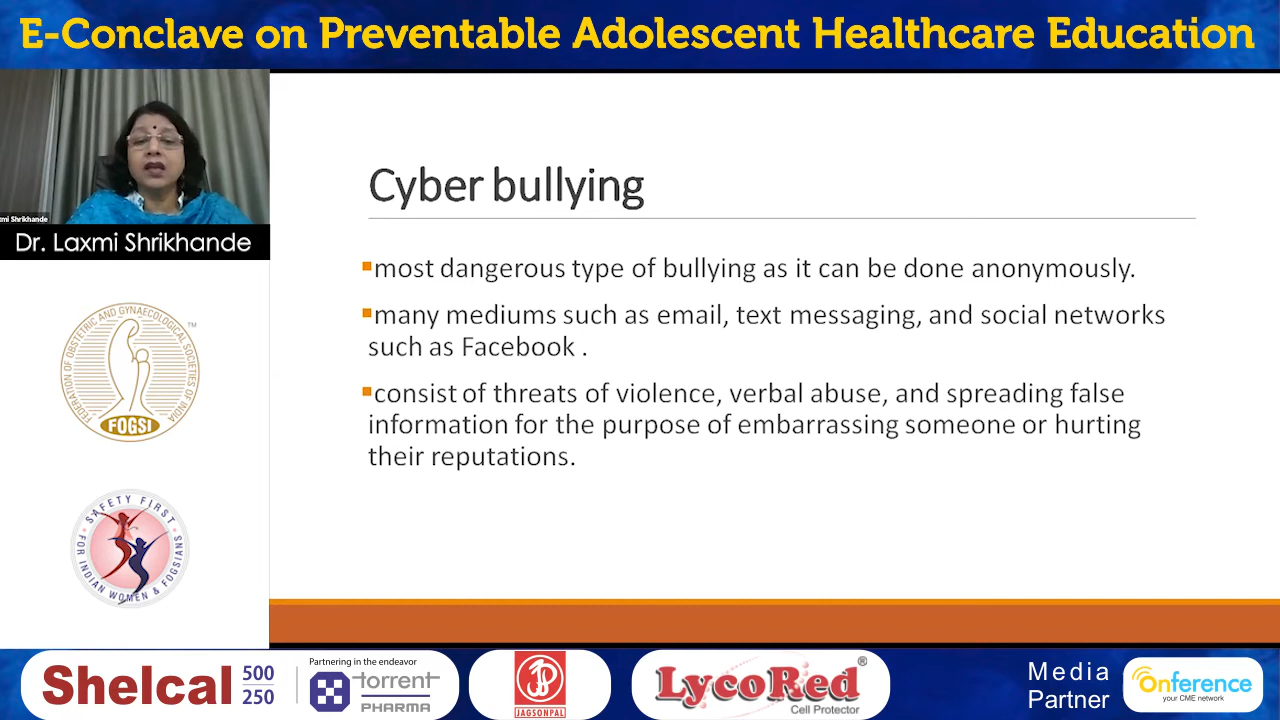 E-Conclave on Preventable Adolescent Healthcare Education
xmi Shrikhande
Dr. Laxmi Shrikhande
Cyber bullying
▪most dangerous type of bullying as it can be done anonymously.
▪many mediums such as email, text messaging, and social networks
such as Facebook .
▪consist of threats of violence, verbal abuse, and spreading false
information for the purpose of embarrassing someone or hurting
their reputations.
FEDERATION OF OBSTETRIC AND GYNAECOLOGICAL SOCIETIES OF INDIA
TM
FOGSI
SAFETY FIRST
FOR INDIAN WOMEN & FOGSIANS
Shelcal 500
250
Partnering in the endeavor
torrent
PHARMA
JAGSONPAL
LycoRed®
Cell Protector
Media
Partner
Onference
your CME network